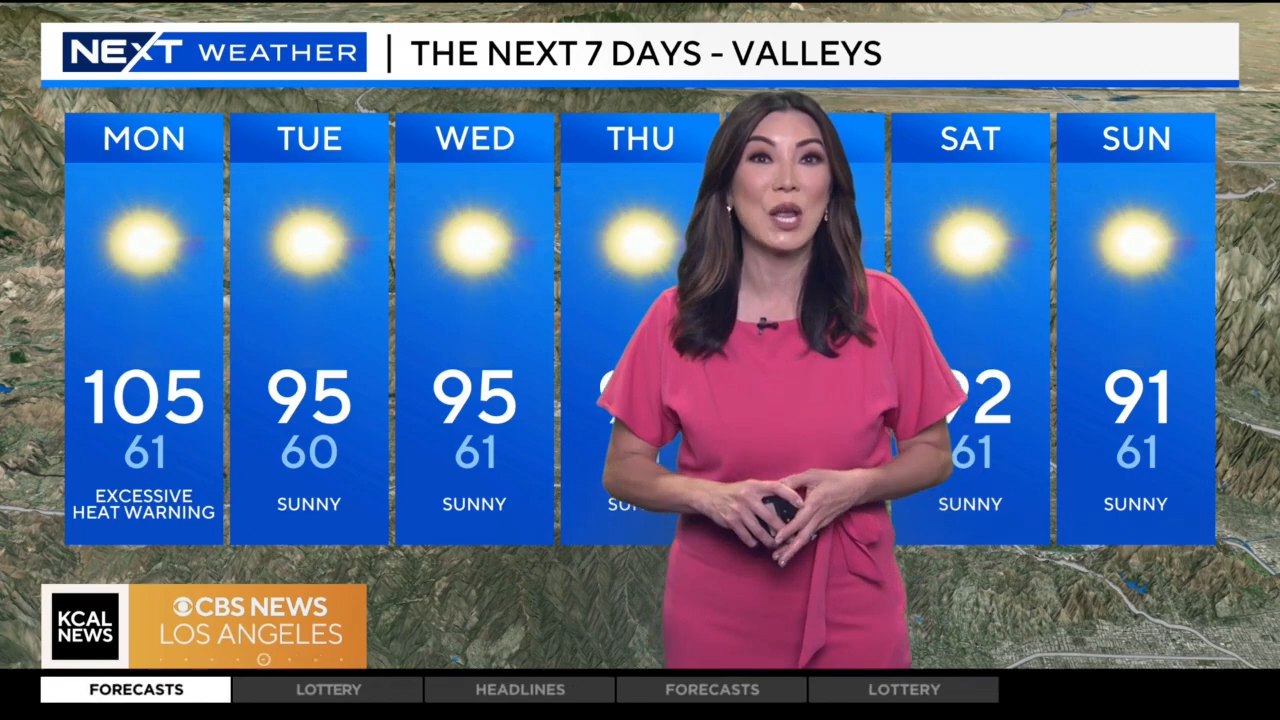 NEXT WEATHER | THE NEXT 7 DAYS - VALLEYS
MON
105
61
EXCESSIVE
HEAT WARNING
TUE
95
60
SUNNY
WED
95
61
SUNNY
THU
SAT
92
61
SUNNY
SUN
91
61
SUNNY
KCAL
NEWS
CBS NEWS
LOS ANGELES
FORECASTS
LOTTERY
HEADLINES
FORECASTS
LOTTERY